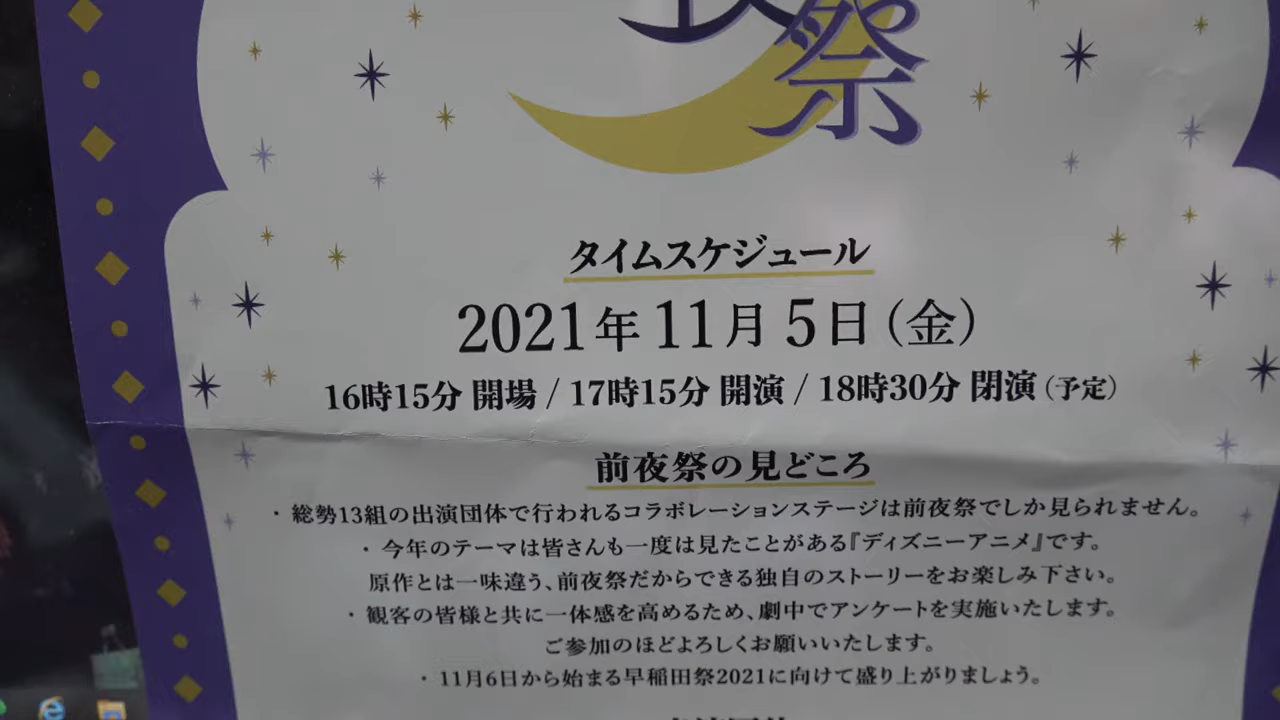 祭
タイムスケジュール
2021年11月5日(金)
16時15分 開場 / 17時15分 開演 / 18時30分 閉演(予定)
前夜祭の見どころ
・総勢13組の出演団体で行われるコラボレーションステージは前夜祭でしか見られません。
・今年のテーマは皆さんも一度は見たことがある『ディズニーアニメ』です。
原作とは一味違う、前夜祭だからできる独自のストーリーをお楽しみ下さい。
・観客の皆様と共に一体感を高めるため、劇中でアンケートを実施いたします。
ご参加のほどよろしくお願いいたします。
・11月6日から始まる早稲田祭2021に向けて盛り上がりましょう。